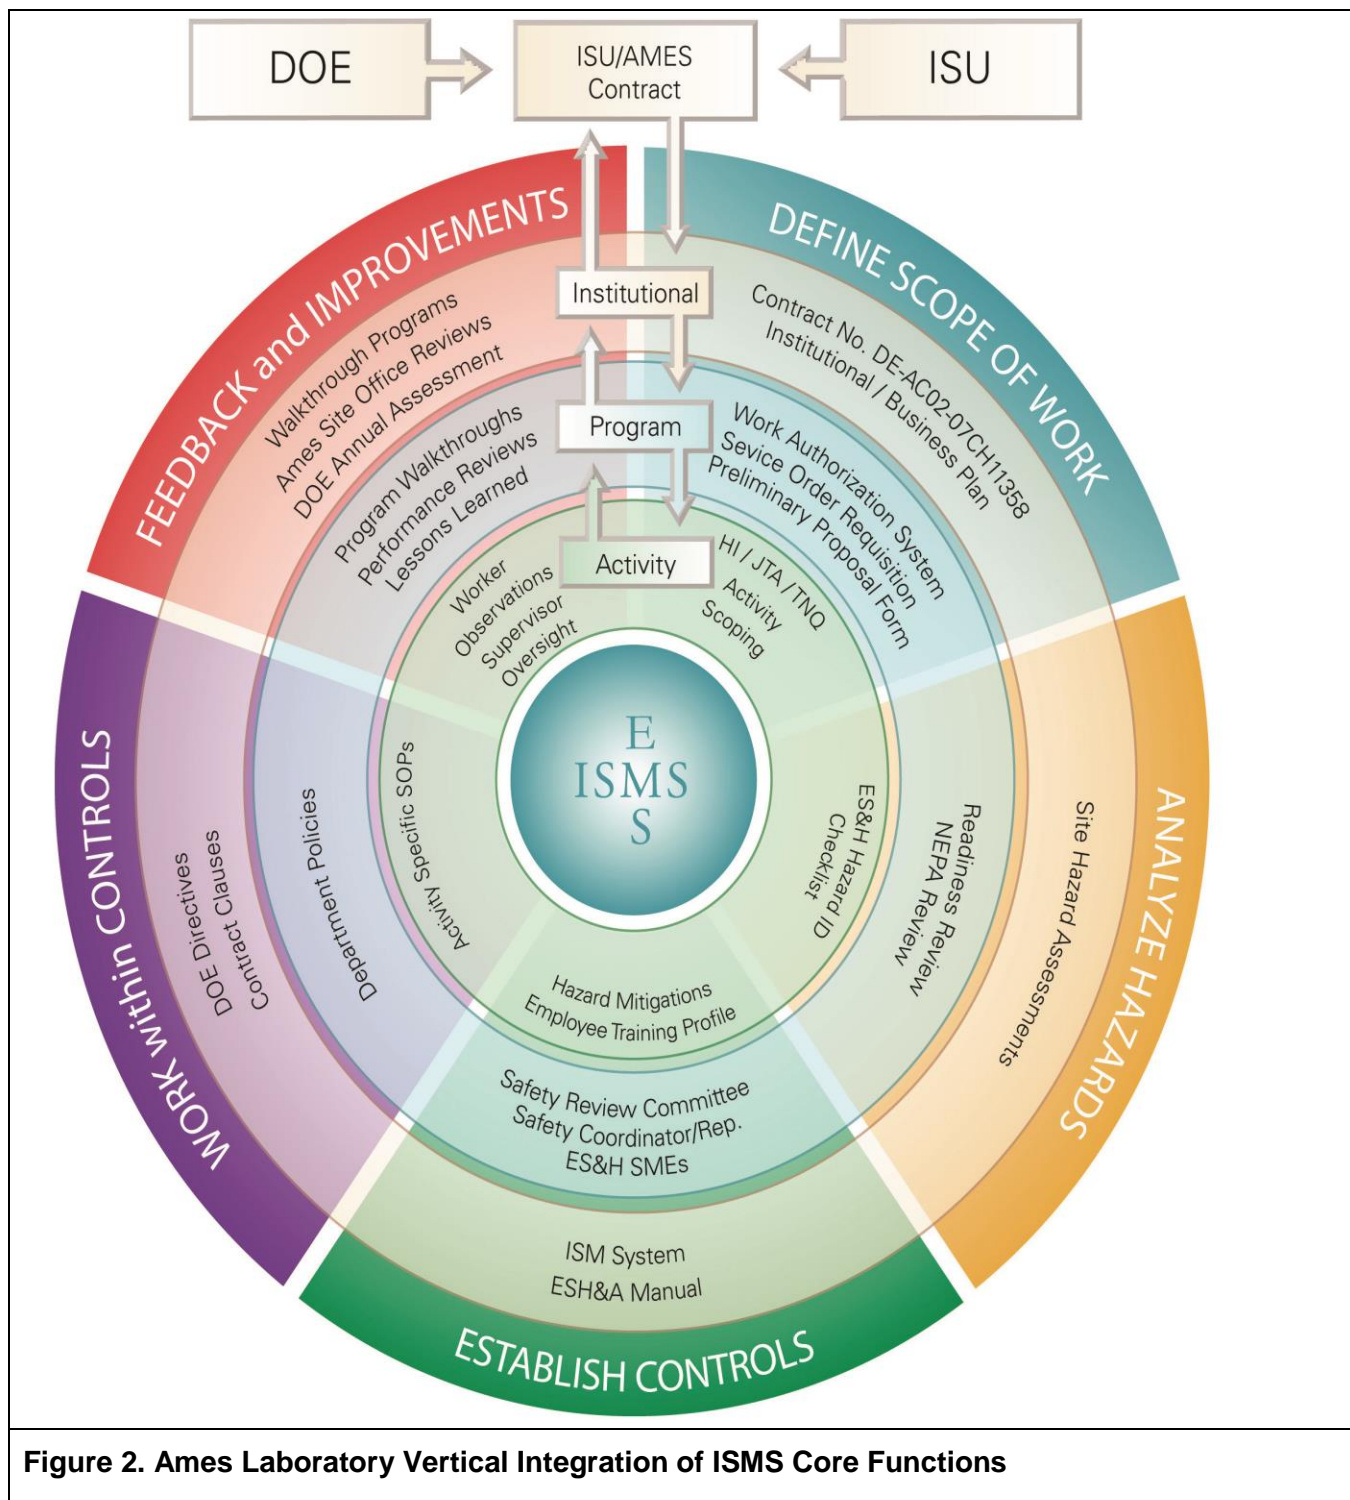 DOE
ISU/AMES
Contract
ISU
FEEDBACK and IMPROVEMENTS
DEFINE SCOPE OF WORK
ANALYZE HAZARDS
ESTABLISH CONTROLS
WORK within CONTROLS
Institutional
Walkthrough Programs
Ames Site Office Reviews
DOE Annual Assessment
Contract No. DE-AC02-07CH11358
Institutional / Business Plan
Program
Program Walkthroughs
Performance Reviews
Lessons Learned
Work Authorization System
Sevice Order Requisition
Preliminary Proposal Form
Activity
Worker
Observations
Supervisor
Oversight
HI / JTA / TNQ
Activity
Scoping
E
ISMS
S
ES&H Hazard ID
Checklist
Readiness Review
NEPA Review
Site Hazard Assessments
Hazard Mitigations
Employee Training Profile
Safety Review Committee
Safety Coordinator/Rep.
ES&H SMEs
ISM System
ESH&A Manual
Activity Specific SOPs
Department Policies
DOE Directives
Contract Clauses
Figure 2. Ames Laboratory Vertical Integration of ISMS Core Functions